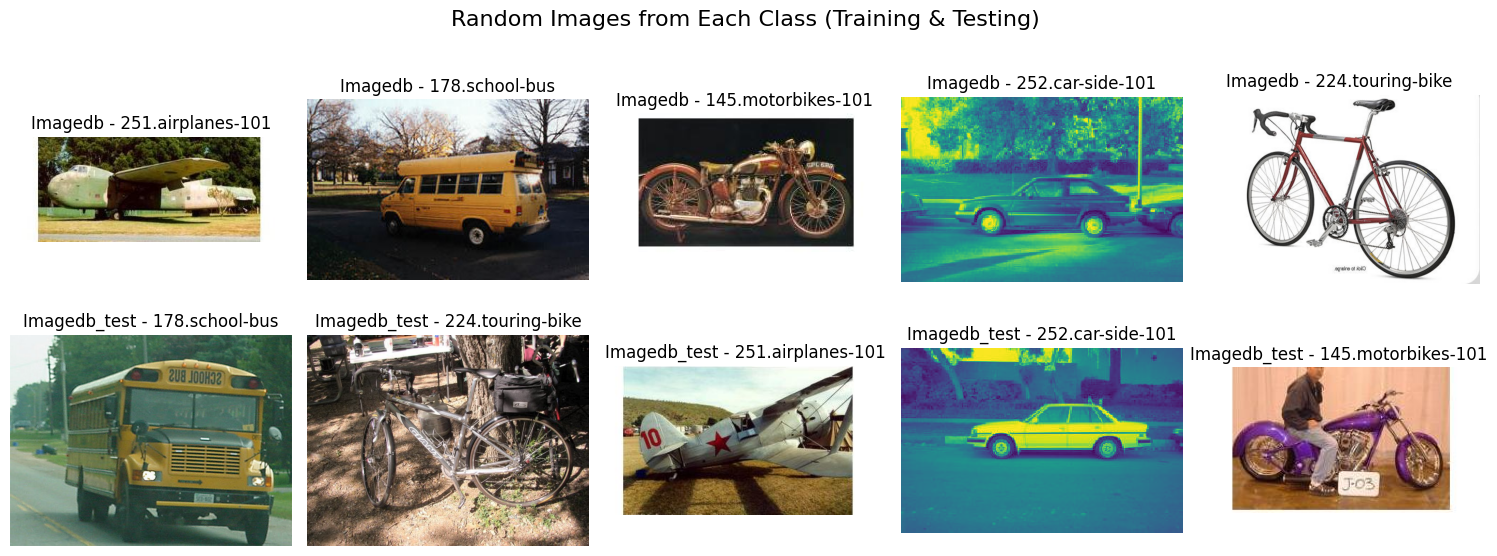 Random Images from Each Class (Training & Testing)
Imagedb - 251.airplanes-101
Imagedb - 178.school-bus
Imagedb - 145.motorbikes-101
Imagedb - 252.car-side-101
Imagedb - 224.touring-bike
Imagedb_test - 178.school-bus
Imagedb_test - 224.touring-bike
Imagedb_test - 251.airplanes-101
Imagedb_test - 252.car-side-101
Imagedb_test - 145.motorbikes-101
SCHOOL BUS
10
J-03